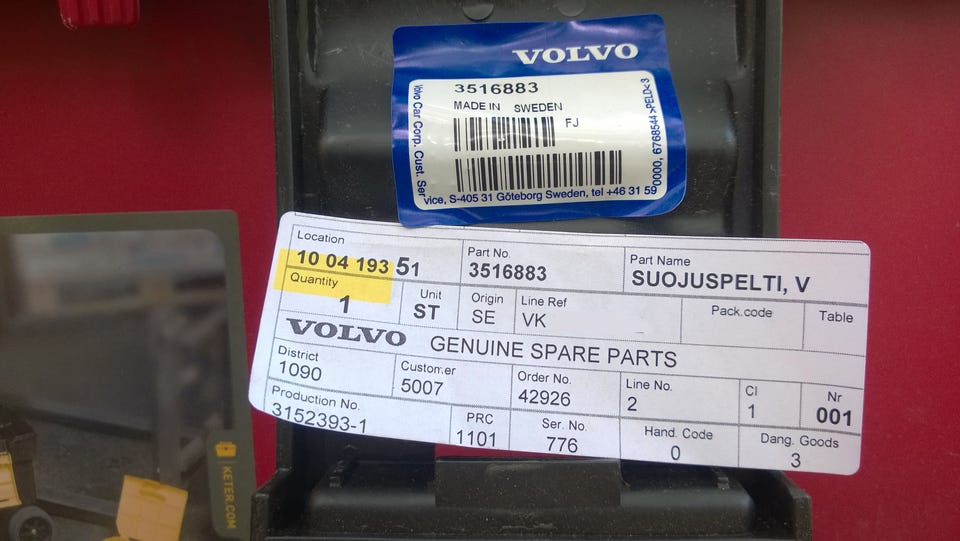 VOLVO
3516883
MADE IN SWEDEN
FJ
Volvo Car Corp. Cust. Service, S-405 31 Göteborg Sweden, tel +46 31 59 0000, 6768544 >PELD< 3
Location
10 04 193 51
Part No.
3516883
Part Name
SUOJUSPELTI, V
Quantity
1
Unit
ST
Origin
SE
Line Ref
VK
Pack.code
Table
VOLVO GENUINE SPARE PARTS
District
1090
Customer
5007
Order No.
42926
Line No.
2
CI
1
Nr
001
Production No.
3152393-1
PRC
1101
Ser. No.
776
Hand. Code
0
Dang. Goods
3
KETER.COM